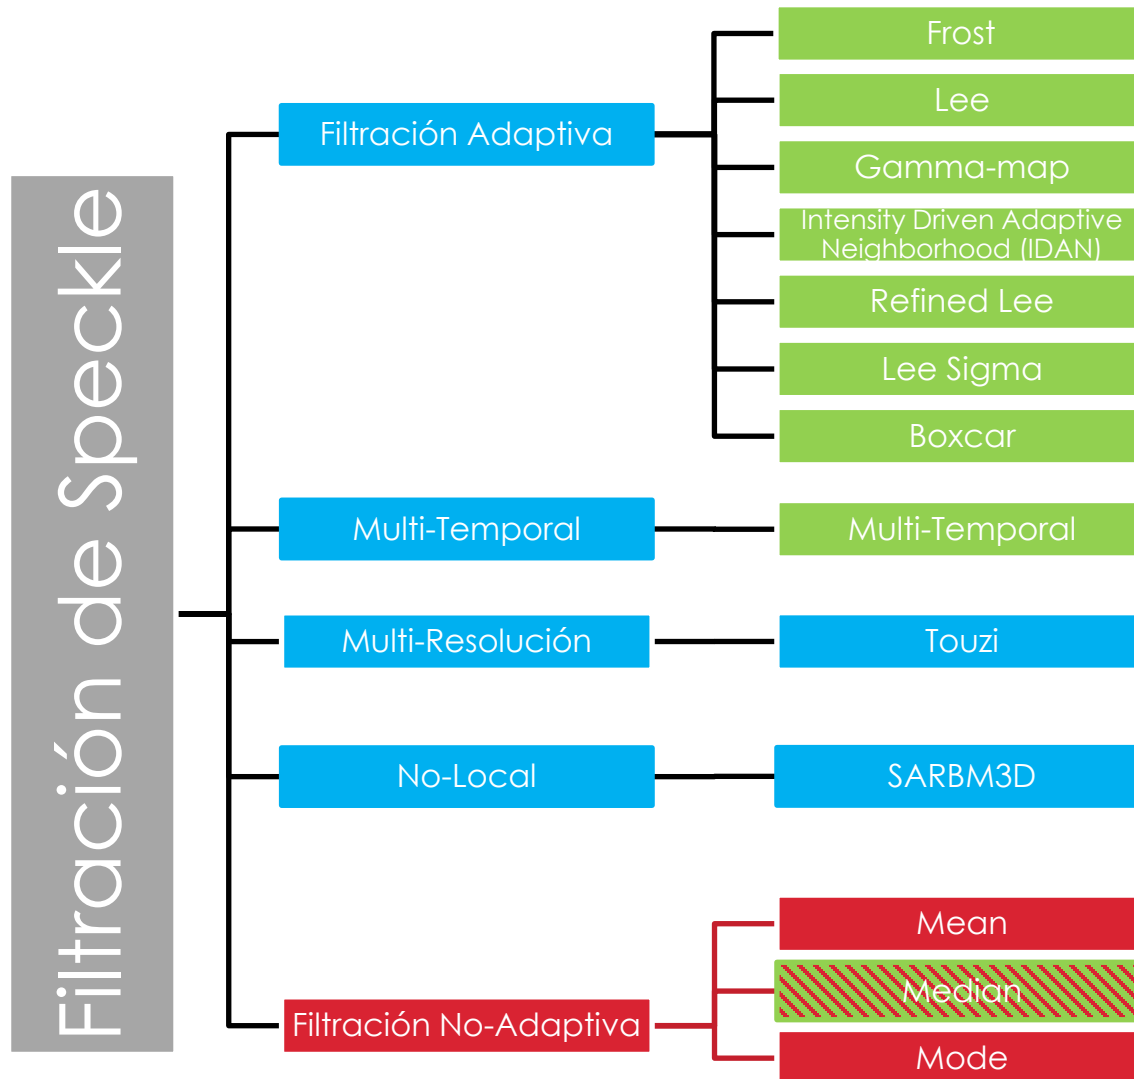 Filtración de Speckle
Filtración Adaptiva
Frost
Lee
Gamma-map
Intensity Driven Adaptive
Neighborhood (IDAN)
Refined Lee
Lee Sigma
Boxcar
Multi-Temporal
Multi-Temporal
Multi-Resolución
Touzi
No-Local
SARBM3D
Filtración No-Adaptiva
Mean
Median
Mode